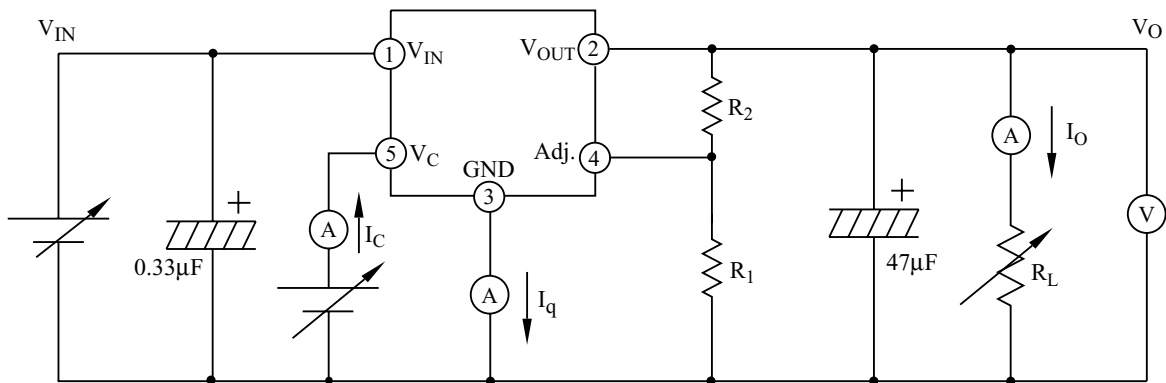 V_IN
V_O
1 V_IN
V_OUT 2
5 V_C
Adj. 4
GND
3
R_2
R_1
A
I_C
A
I_q
A
I_O
V
R_L
+
0.33µF
+
47µF